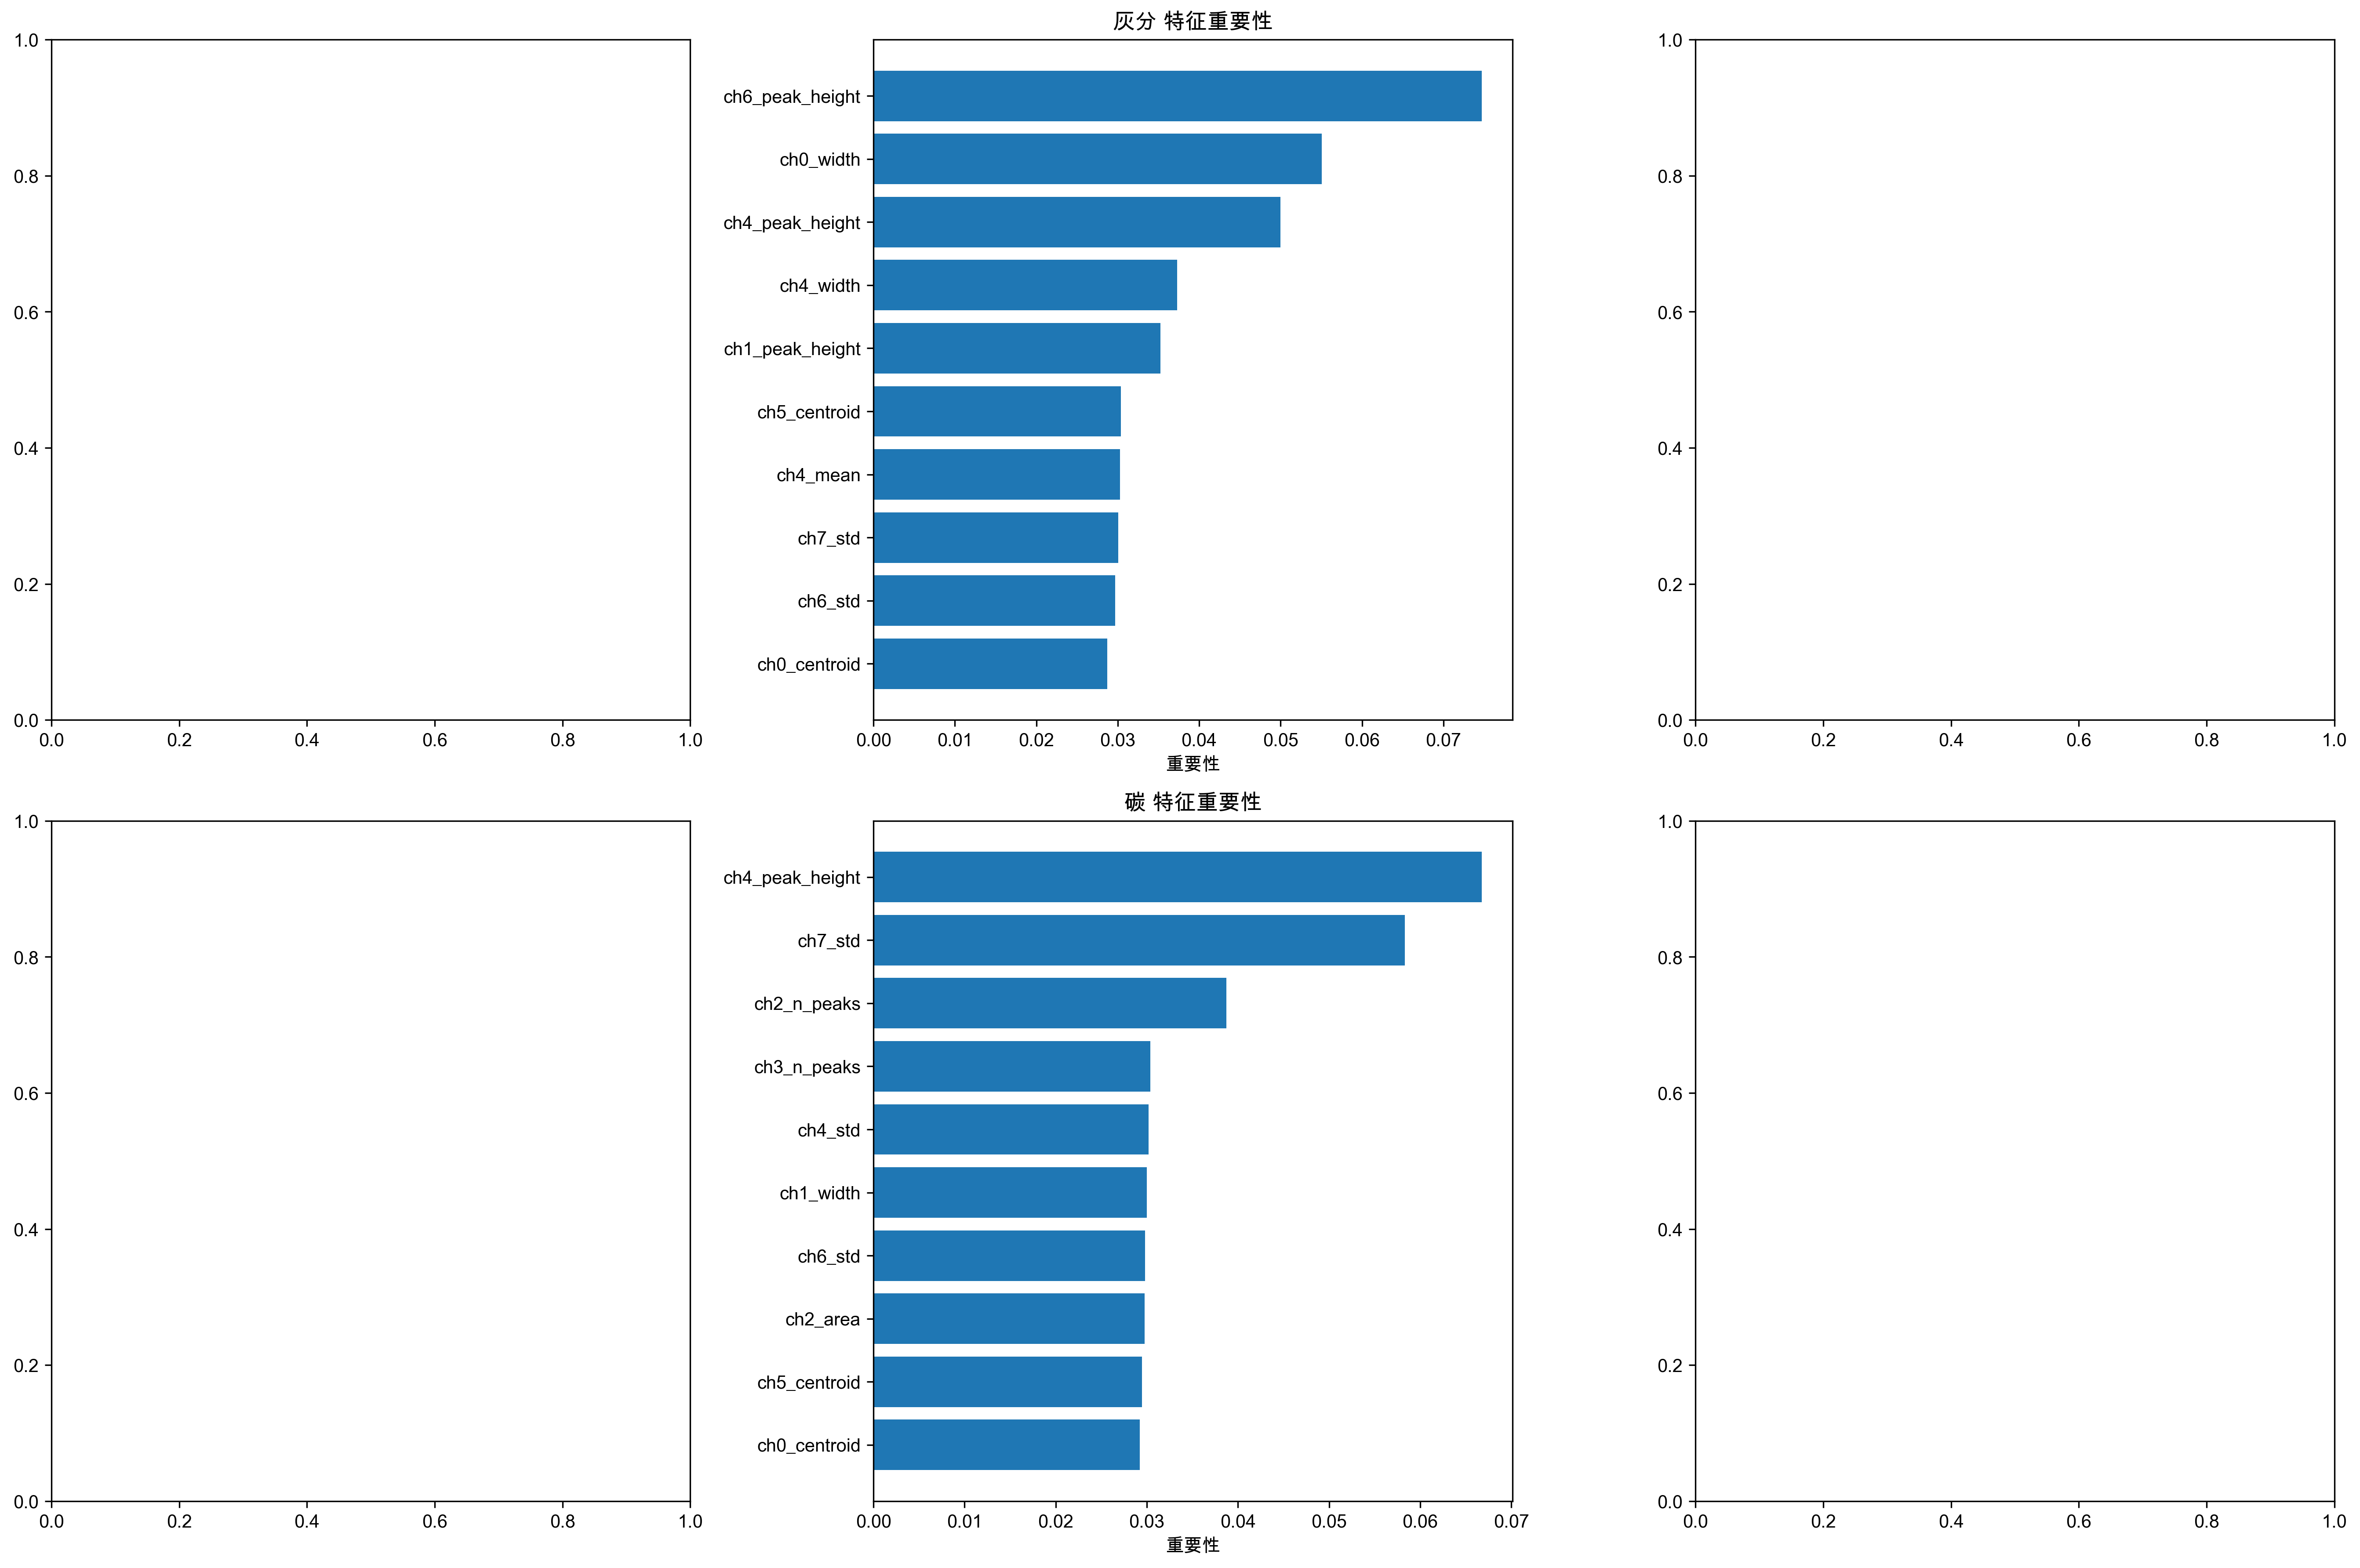 1.0
0.8
0.6
0.4
0.2
0.0
0.0 0.2 0.4 0.6 0.8 1.0
灰分 特征重要性
ch6_peak_height
ch0_width
ch4_peak_height
ch4_width
ch1_peak_height
ch5_centroid
ch4_mean
ch7_std
ch6_std
ch0_centroid
0.00 0.01 0.02 0.03 0.04 0.05 0.06 0.07
重要性
1.0
0.8
0.6
0.4
0.2
0.0
0.0 0.2 0.4 0.6 0.8 1.0
1.0
0.8
0.6
0.4
0.2
0.0
0.0 0.2 0.4 0.6 0.8 1.0
碳 特征重要性
ch4_peak_height
ch7_std
ch2_n_peaks
ch3_n_peaks
ch4_std
ch1_width
ch6_std
ch2_area
ch5_centroid
ch0_centroid
0.00 0.01 0.02 0.03 0.04 0.05 0.06 0.07
重要性
1.0
0.8
0.6
0.4
0.2
0.0
0.0 0.2 0.4 0.6 0.8 1.0